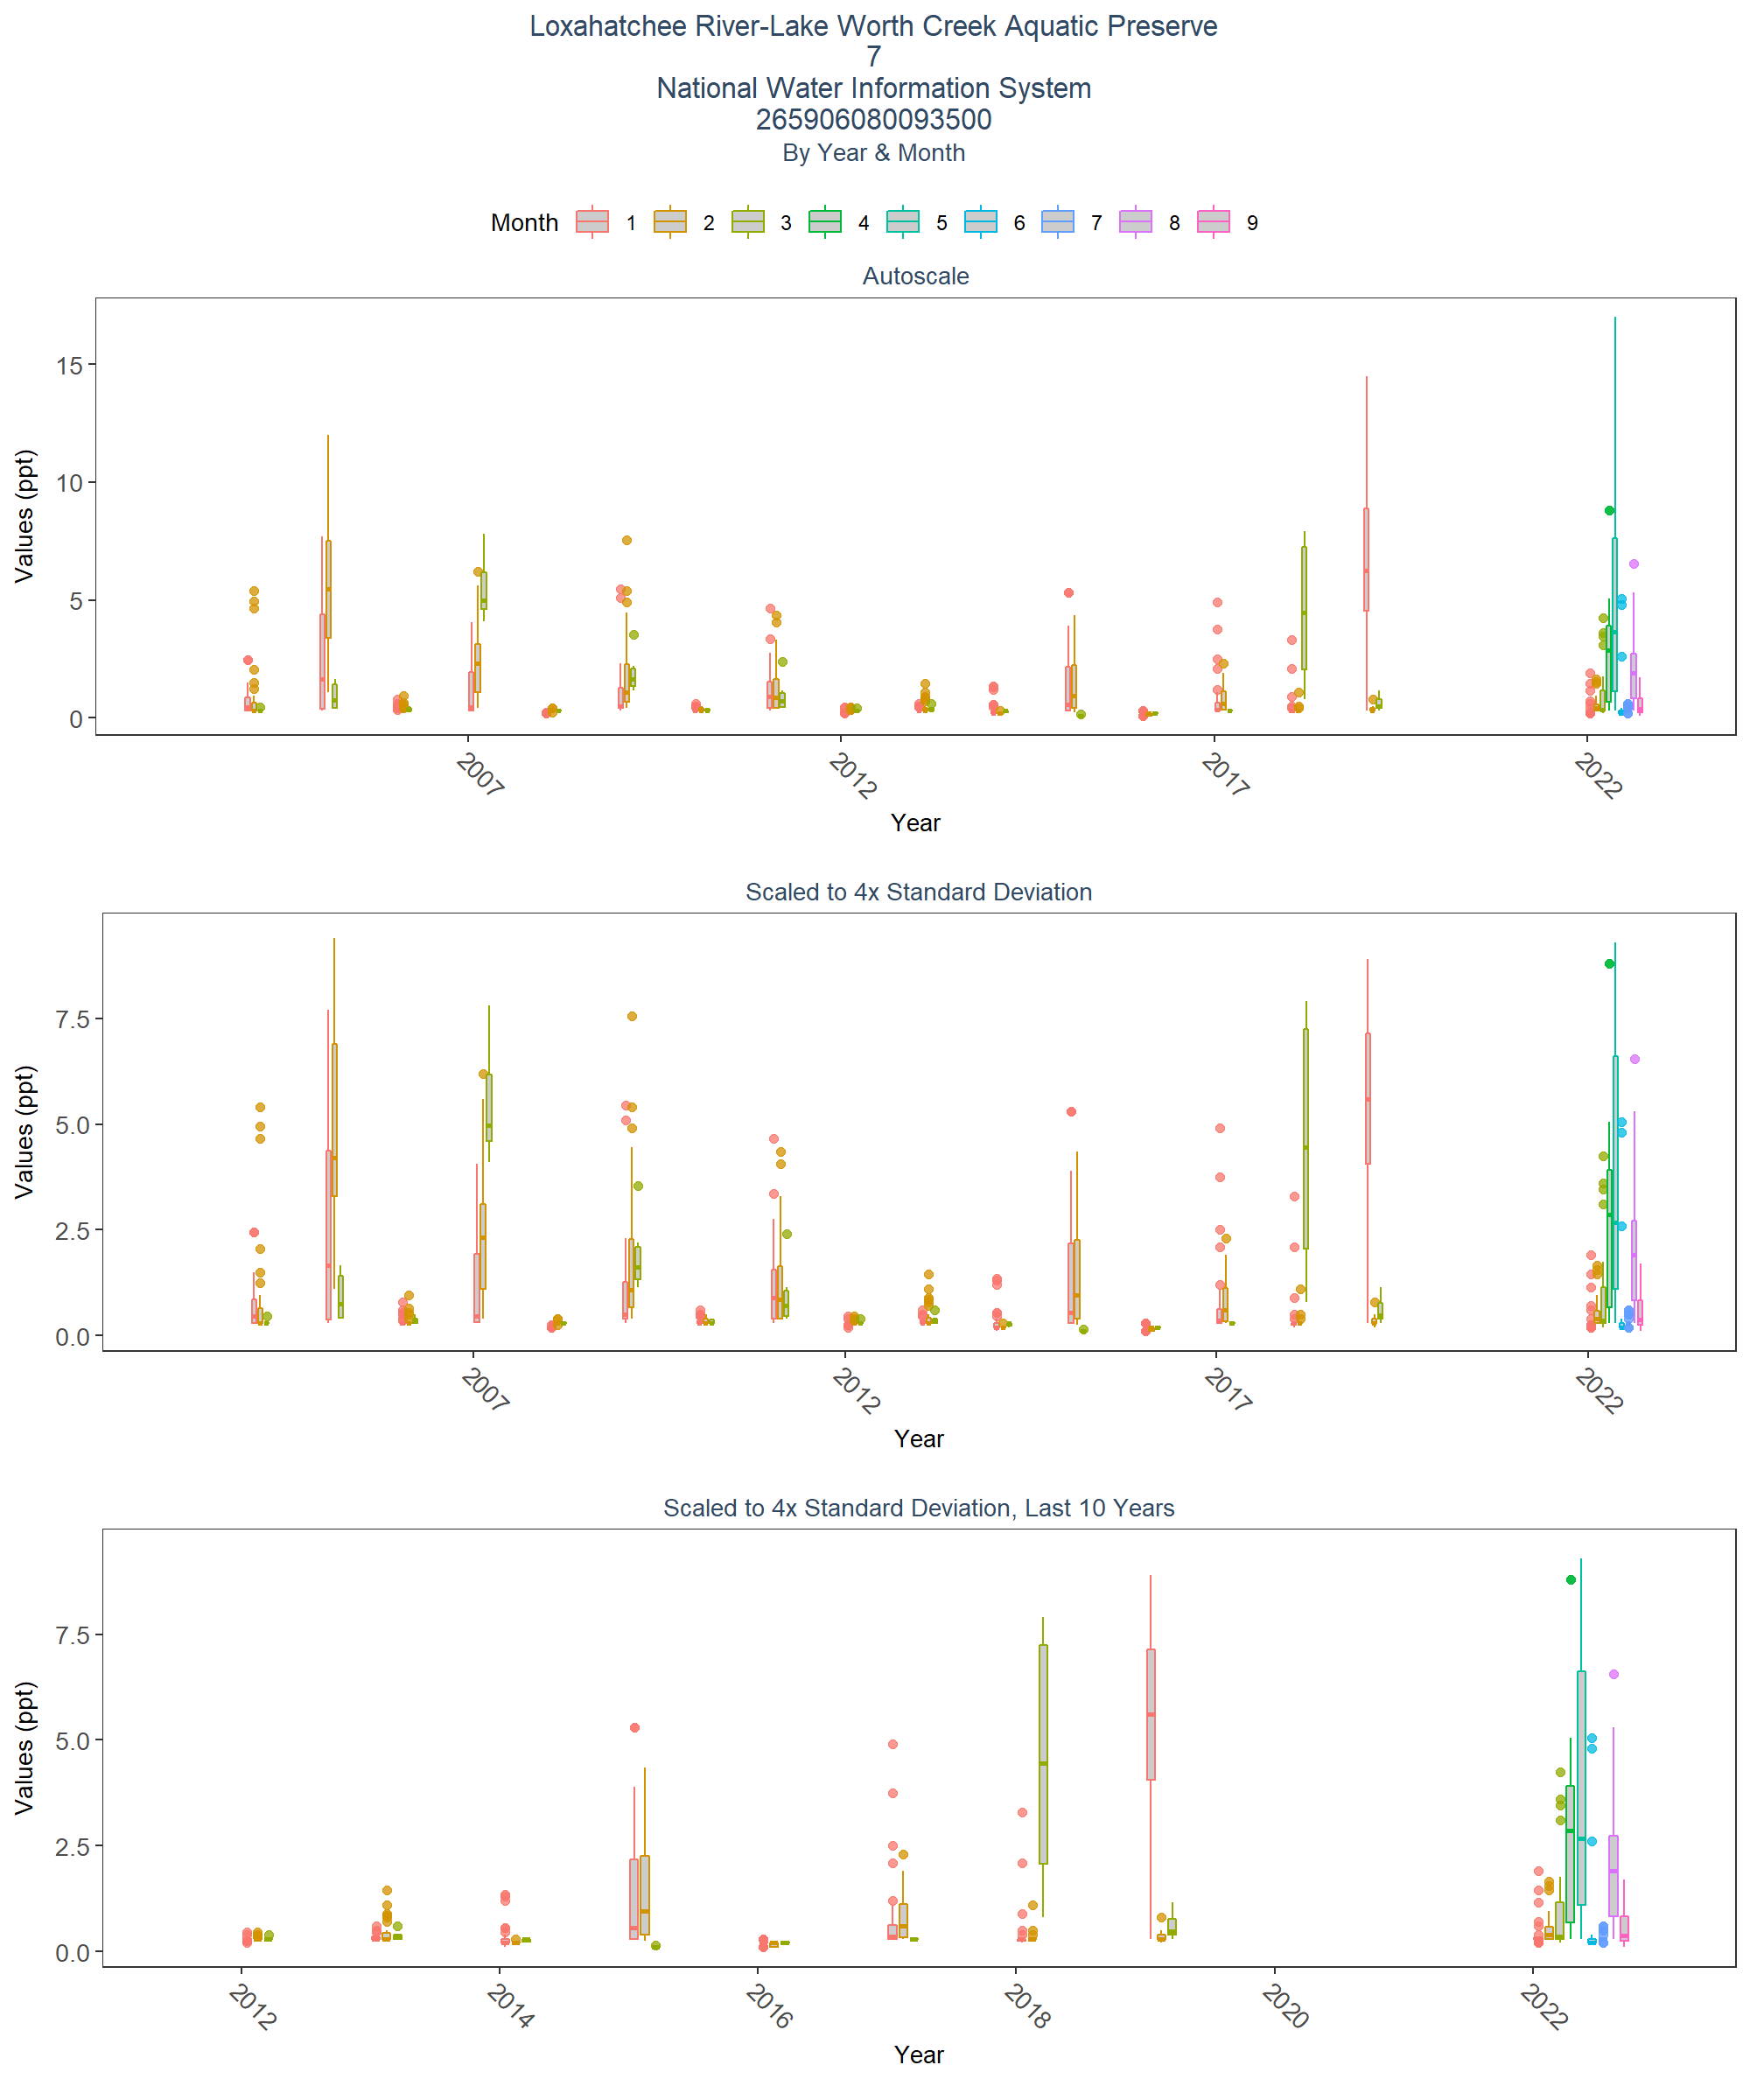 Loxahatchee River-Lake Worth Creek Aquatic Preserve
7
National Water Information System
265906080093500
By Year & Month
Month 1 2 3 4 5 6 7 8 9
Autoscale
Values (ppt)
15
10
5
0
2007 2012 2017 2022
Year
Scaled to 4x Standard Deviation
Values (ppt)
7.5
5.0
2.5
0.0
2007 2012 2017 2022
Year
Scaled to 4x Standard Deviation, Last 10 Years
Values (ppt)
7.5
5.0
2.5
0.0
2012 2014 2016 2018 2020 2022
Year